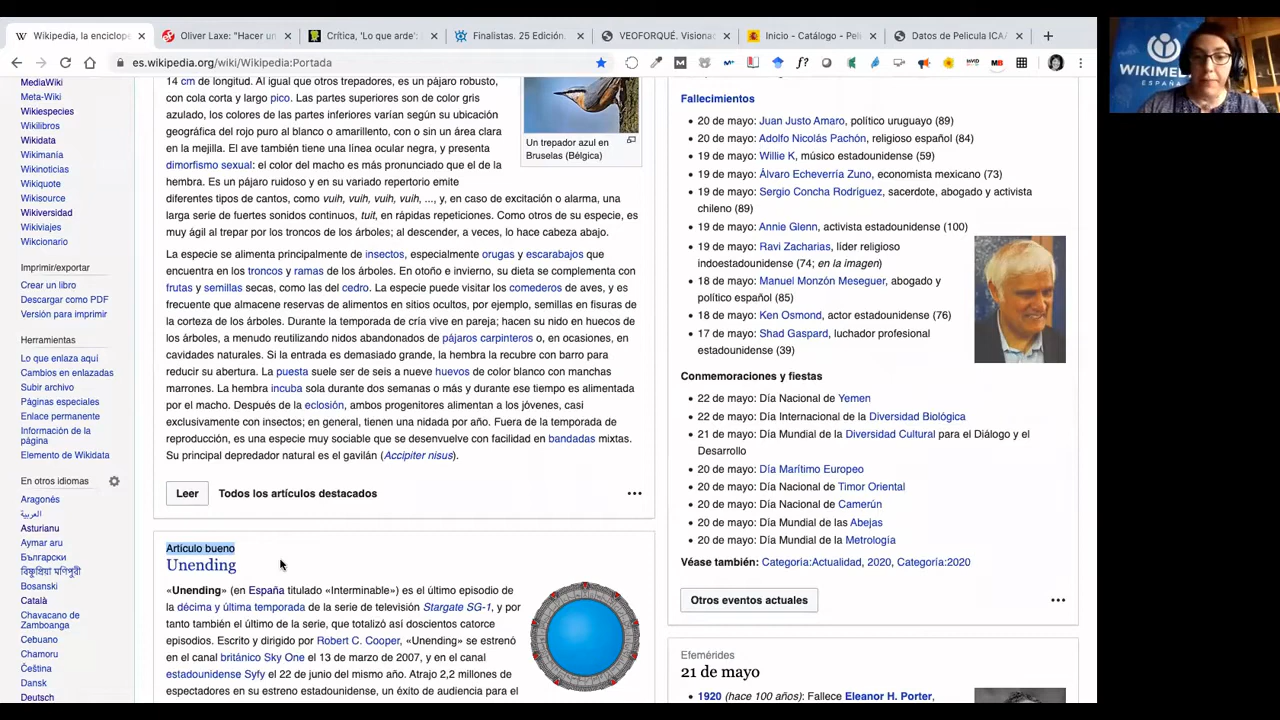 Wikipedia, la enciclope
Oliver Laxe: "Hacer un
Crítica, 'Lo que arde':
Finalistas. 25 Edición.
VEOFORQUÉ. Visiona
Inicio - Catálogo - Peli
Datos de Pelicula ICA
es.wikipedia.org/wiki/Wikipedia:Portada
WIKIMEDIA
ESPAÑA
MediaWiki
Meta-Wiki
Wikiespecies
Wikilibros
Wikidata
Wikimanía
Wikinoticias
Wikiquote
Wikisource
Wikiversidad
Wikiviajes
Wikcionario
Imprimir/exportar
Crear un libro
Descargar como PDF
Versión para imprimir
Herramientas
Lo que enlaza aquí
Cambios en enlazadas
Subir archivo
Páginas especiales
Enlace permanente
Información de la
página
Elemento de Wikidata
En otros idiomas
Aragonés
العربية
Asturianu
Aymar aru
Български
বিষ্ণুপ্রিয়া মণিপুরী
Bosanski
Català
Chavacano de
Zamboanga
Cebuano
Chamoru
Čeština
Dansk
Deutsch
14 cm de longitud. Al igual que otros trepadores, es un pájaro robusto,
con cola corta y largo pico. Las partes superiores son de color gris
azulado, los colores de las partes inferiores varían según su ubicación
geográfica del rojo puro al blanco o amarillento, con o sin un área clara
en la mejilla. El ave también tiene una línea ocular negra, y presenta
dimorfismo sexual: el color del macho es más pronunciado que el de la
hembra. Es un pájaro ruidoso y en su variado repertorio emite
diferentes tipos de cantos, como vuih, vuih, vuih, vuih, ..., y, en caso de excitación o alarma, una
larga serie de fuertes sonidos continuos, tuit, en rápidas repeticiones. Como otros de su especie, es
muy ágil al trepar por los troncos de los árboles; al descender, a veces, lo hace cabeza abajo.
Un trepador azul en
Bruselas (Bélgica)
La especie se alimenta principalmente de insectos, especialmente orugas y escarabajos que
encuentra en los troncos y ramas de los árboles. En otoño e invierno, su dieta se complementa con
frutas y semillas secas, como las del cedro. La especie puede visitar los comederos de aves, y es
frecuente que almacene reservas de alimentos en sitios ocultos, por ejemplo, semillas en fisuras de
la corteza de los árboles. Durante la temporada de cría vive en pareja; hacen su nido en huecos de
los árboles, a menudo reutilizando nidos abandonados de pájaros carpinteros o, en ocasiones, en
cavidades naturales. Si la entrada es demasiado grande, la hembra la recubre con barro para
reducir su abertura. La puesta suele ser de seis a nueve huevos de color blanco con manchas
marrones. La hembra incuba sola durante dos semanas o más y durante ese tiempo es alimentada
por el macho. Después de la eclosión, ambos progenitores alimentan a los jóvenes, casi
exclusivamente con insectos; en general, tienen una nidada por año. Fuera de la temporada de
reproducción, es una especie muy sociable que se desenvuelve con facilidad en bandadas mixtas.
Su principal depredador natural es el gavilán (Accipiter nisus).
Leer
Todos los artículos destacados
Artículo bueno
Unending
«Unending» (en España titulado «Interminable») es el último episodio de
la décima y última temporada de la serie de televisión Stargate SG-1, y por
tanto también el último de la serie, que totalizó así doscientos catorce
episodios. Escrito y dirigido por Robert C. Cooper, «Unending» se estrenó
en el canal británico Sky One el 13 de marzo de 2007, y en el canal
estadounidense Syfy el 22 de junio del mismo año. Atrajo 2,2 millones de
espectadores en su estreno estadounidense, un éxito de audiencia para el
Fallecimientos
20 de mayo: Juan Justo Amaro, político uruguayo (89)
20 de mayo: Adolfo Nicolás Pachón, religioso español (84)
19 de mayo: Willie K, músico estadounidense (59)
19 de mayo: Álvaro Echeverría Zuno, economista mexicano (73)
19 de mayo: Sergio Concha Rodríguez, sacerdote, abogado y activista
chileno (89)
19 de mayo: Annie Glenn, activista estadounidense (100)
19 de mayo: Ravi Zacharias, líder religioso
indoestadounidense (74; en la imagen)
18 de mayo: Manuel Monzón Meseguer, abogado y
político español (85)
18 de mayo: Ken Osmond, actor estadounidense (76)
17 de mayo: Shad Gaspard, luchador profesional
estadounidense (39)
Conmemoraciones y fiestas
22 de mayo: Día Nacional de Yemen
22 de mayo: Día Internacional de la Diversidad Biológica
21 de mayo: Día Mundial de la Diversidad Cultural para el Diálogo y el
Desarrollo
20 de mayo: Día Marítimo Europeo
20 de mayo: Día Nacional de Timor Oriental
20 de mayo: Día Nacional de Camerún
20 de mayo: Día Mundial de las Abejas
20 de mayo: Día Mundial de la Metrología
Véase también: Categoría:Actualidad, 2020, Categoría:2020
Otros eventos actuales
Efemérides
21 de mayo
1920 (hace 100 años): Fallece Eleanor H. Porter,